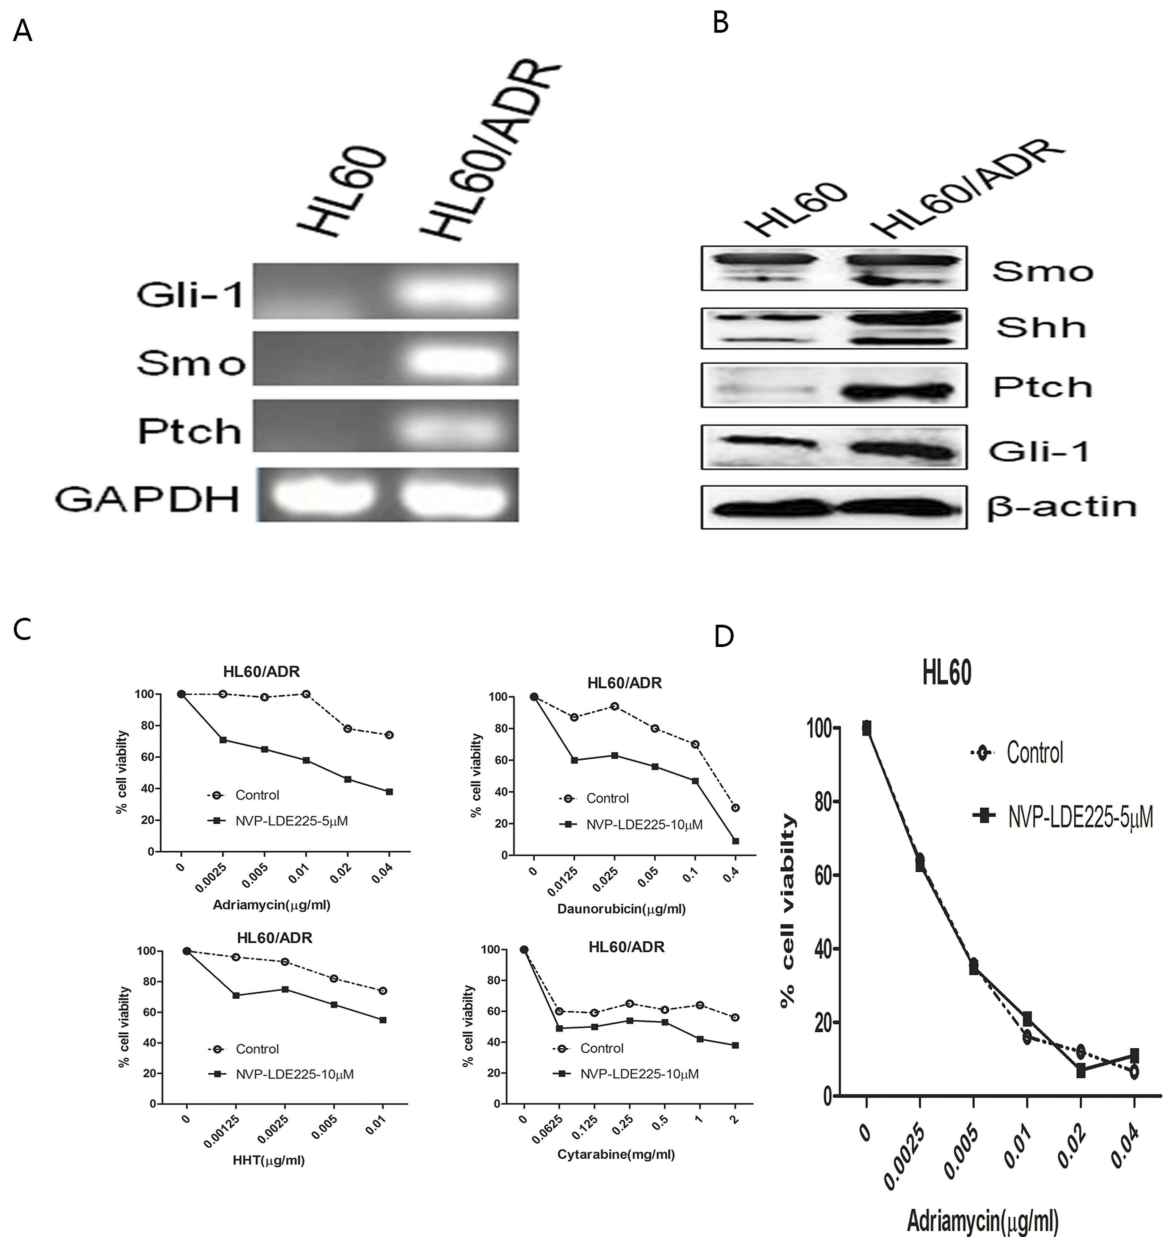 A
B
HL60
HL60/ADR
HL60
HL60/ADR
Gli-1
Smo
Ptch
GAPDH
Smo
Shh
Ptch
Gli-1
β-actin
C
D
HL60/ADR
100
80
60
40
20
0
% cell viabilty
Control
NVP-LDE225-5μM
0 0.0025 0.005 0.01 0.02 0.04
Adriamycin(μg/ml)
HL60/ADR
100
80
60
40
20
0
% cell viabilty
Control
NVP-LDE225-10μM
0 0.0125 0.025 0.05 0.1 0.4
Daunorubicin(μg/ml)
HL60/ADR
100
80
60
40
20
0
% cell viabilty
Control
NVP-LDE225-10μM
0 0.00125 0.0025 0.005 0.01
HHT(μg/ml)
HL60/ADR
100
80
60
40
20
0
% cell viabilty
Control
NVP-LDE225-10μM
0 0.0625 0.125 0.25 0.5 1 2
Cytarabine(mg/ml)
HL60
100
80
60
40
20
0
% cell viabilty
Control
NVP-LDE225-5μM
0 0.0025 0.005 0.01 0.02 0.04
Adriamycin(μg/ml)